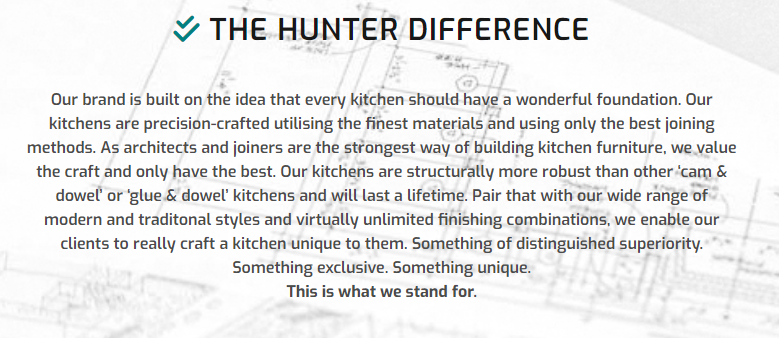 THE HUNTER DIFFERENCE
Our brand is built on the idea that every kitchen should have a wonderful foundation. Our
kitchens are precision-crafted utilising the finest materials and using only the best joining
methods. As architects and joiners are the strongest way of building kitchen furniture, we value
the craft and only have the best. Our kitchens are structurally more robust than other 'cam &
dowel' or 'glue & dowel' kitchens and will last a lifetime. Pair that with our wide range of
modern and traditonal styles and virtually unlimited finishing combinations, we enable our
clients to really craft a kitchen unique to them. Something of distinguished superiority.
Something exclusive. Something unique.
This is what we stand for.